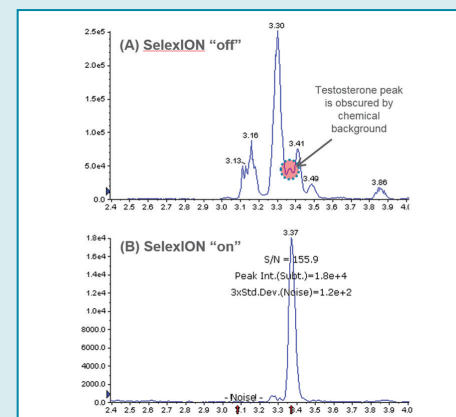 (A) SelexION “off”
2.5e5
2.0e5
1.5e5
1.0e5
5.0e4
0.0
3.13
3.16
3.30
3.41
3.49
3.86
Testosterone peak
is obscured by
chemical
background
2.4 2.5 2.6 2.7 2.8 2.9 3.0 3.1 3.2 3.3 3.4 3.5 3.6 3.7 3.8 3.9 4.0
(B) SelexION “on”
1.8e4
1.6e4
1.4e4
1.2e4
1.0e4
8000.0
6000.0
4000.0
2000.0
0.0
3.37
S/N = 155.9
Peak Int.(Subt.)=1.8e+4
3xStd.Dev.(Noise)=1.2e+2
- Noise -
2.4 2.5 2.6 2.7 2.8 2.9 3.0 3.1 3.2 3.3 3.4 3.5 3.6 3.7 3.8 3.9 4.0